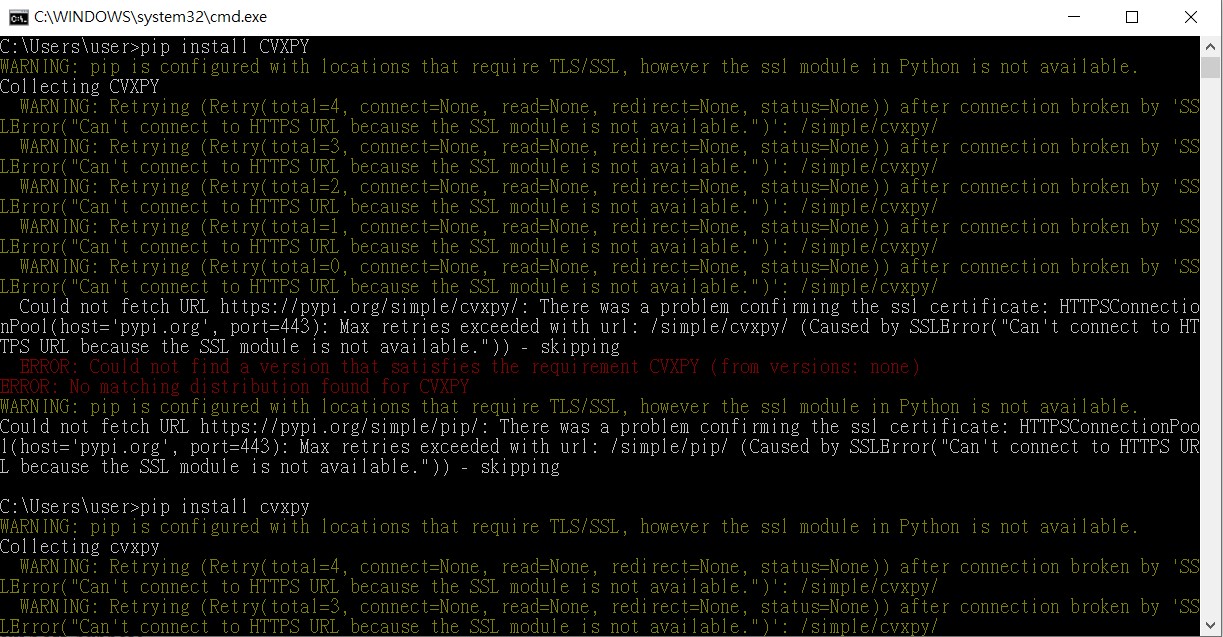 C:\WINDOWS\system32\cmd.exe
C:\Users\user>pip install CVXPY
WARNING: pip is configured with locations that require TLS/SSL, however the ssl module in Python is not available.
Collecting CVXPY
  WARNING: Retrying (Retry(total=4, connect=None, read=None, redirect=None, status=None)) after connection broken by 'SS
LError("Can't connect to HTTPS URL because the SSL module is not available.")': /simple/cvxpy/
  WARNING: Retrying (Retry(total=3, connect=None, read=None, redirect=None, status=None)) after connection broken by 'SS
LError("Can't connect to HTTPS URL because the SSL module is not available.")': /simple/cvxpy/
  WARNING: Retrying (Retry(total=2, connect=None, read=None, redirect=None, status=None)) after connection broken by 'SS
LError("Can't connect to HTTPS URL because the SSL module is not available.")': /simple/cvxpy/
  WARNING: Retrying (Retry(total=1, connect=None, read=None, redirect=None, status=None)) after connection broken by 'SS
LError("Can't connect to HTTPS URL because the SSL module is not available.")': /simple/cvxpy/
  WARNING: Retrying (Retry(total=0, connect=None, read=None, redirect=None, status=None)) after connection broken by 'SS
LError("Can't connect to HTTPS URL because the SSL module is not available.")': /simple/cvxpy/
  Could not fetch URL https://pypi.org/simple/cvxpy/: There was a problem confirming the ssl certificate: HTTPSConnectio
nPool(host='pypi.org', port=443): Max retries exceeded with url: /simple/cvxpy/ (Caused by SSLError("Can't connect to HT
TPS URL because the SSL module is not available.")) - skipping
  ERROR: Could not find a version that satisfies the requirement CVXPY (from versions: none)
ERROR: No matching distribution found for CVXPY
WARNING: pip is configured with locations that require TLS/SSL, however the ssl module in Python is not available.
Could not fetch URL https://pypi.org/simple/pip/: There was a problem confirming the ssl certificate: HTTPSConnectionPoo
l(host='pypi.org', port=443): Max retries exceeded with url: /simple/pip/ (Caused by SSLError("Can't connect to HTTPS UR
L because the SSL module is not available.")) - skipping
C:\Users\user>pip install cvxpy
WARNING: pip is configured with locations that require TLS/SSL, however the ssl module in Python is not available.
Collecting cvxpy
  WARNING: Retrying (Retry(total=4, connect=None, read=None, redirect=None, status=None)) after connection broken by 'SS
LError("Can't connect to HTTPS URL because the SSL module is not available.")': /simple/cvxpy/
  WARNING: Retrying (Retry(total=3, connect=None, read=None, redirect=None, status=None)) after connection broken by 'SS
LError("Can't connect to HTTPS URL because the SSL module is not available.")': /simple/cvxpy/